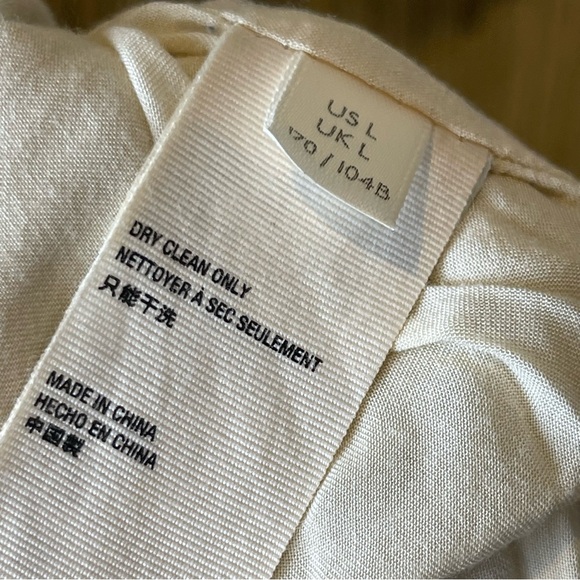 US L
UK L
170 / 104B
DRY CLEAN ONLY
NETTOYER À SEC SEULEMENT
只能干洗
MADE IN CHINA
HECHO EN CHINA
中国製